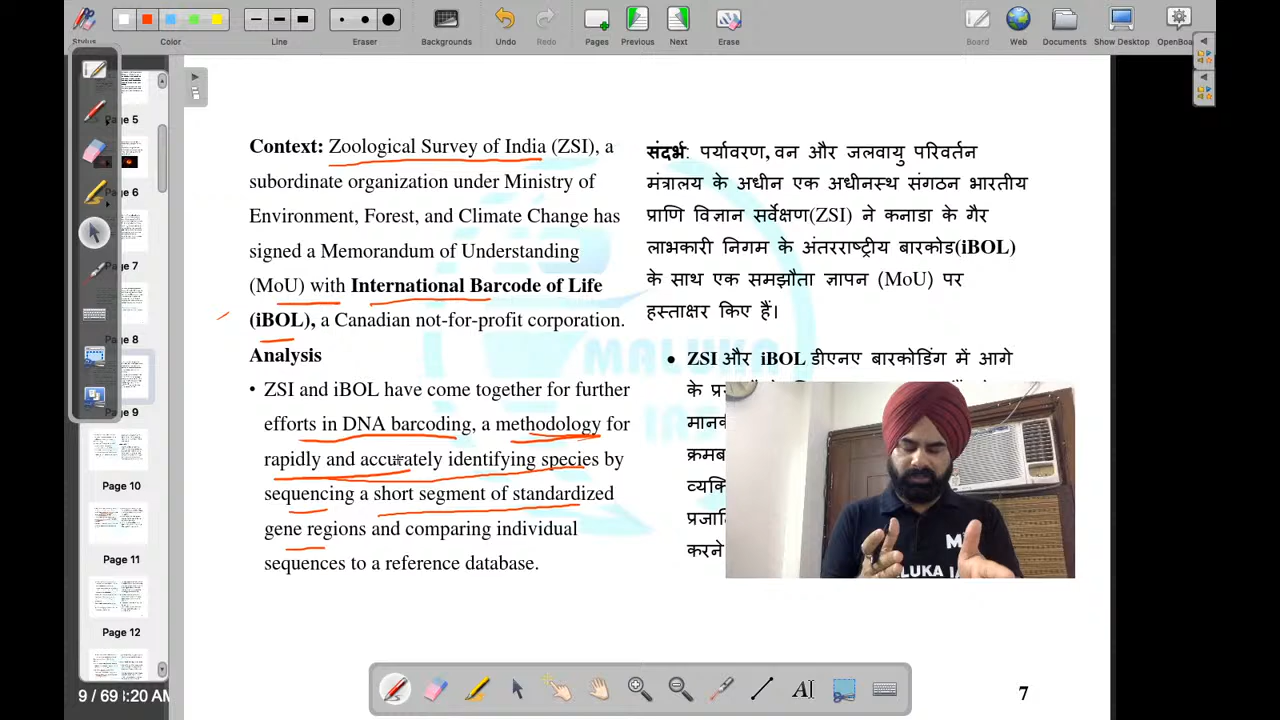 Stylus
Color
Line
Eraser
Backgrounds
Undo
Redo
Pages
Previous
Next
Erase
Board
Web
Documents
Show Desktop
Page 5
Page 6
Page 7
Page 8
Page 9
Page 10
Page 11
Page 12
9 / 69
Context: Zoological Survey of India (ZSI), a
subordinate organization under Ministry of
Environment, Forest, and Climate Change has
signed a Memorandum of Understanding
(MoU) with International Barcode of Life
(iBOL), a Canadian not-for-profit corporation.
Analysis
• ZSI and iBOL have come together for further
efforts in DNA barcoding, a methodology for
rapidly and accurately identifying species by
sequencing a short segment of standardized
gene regions and comparing individual
sequences to a reference database.
संदर्भ: पर्यावरण, वन और जलवायु परिवर्तन
मंत्रालय के अधीन एक अधीनस्थ संगठन भारतीय
प्राणि विज्ञान सर्वेक्षण(ZSI) ने कनाडा के गैर
लाभकारी निगम के अंतरराष्ट्रीय बारकोड(iBOL)
के साथ एक समझौता ज्ञापन (MoU) पर
हस्ताक्षर किए हैं।
• ZSI और iBOL डीएनए बारकोडिंग में आगे
के
करने
MALUKA
7